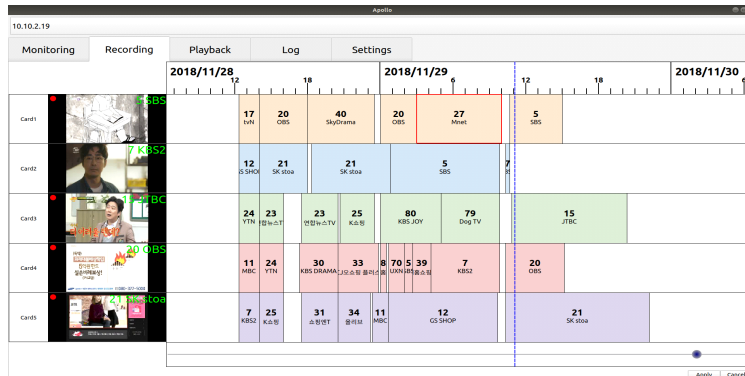 Apollo
10.10.2.19
Monitoring Recording Playback Log Settings
2018/11/28 2018/11/29 2018/11/30
12 18 6 12 18
Card1
SBS
17 20 40 20 27 5
tvN OBS SkyDrama OBS Mnet SBS
Card2
7 KBS2
12 21 21 5 7
SK stoa SK stoa SBS
Card3
JTBC
24 23 23 25 80 79 15
YTN 연합뉴스TV K쇼핑 KBS JOY Dog TV JTBC
Card4
20 OBS
11 24 30 33 8 70 5 39 7 20
MBC YTN KBS DRAMA UXN 홈쇼핑 KBS2 OBS
Card5
21 SK stoa
7 25 31 34 11 12 21
KBS2 K쇼핑 쇼핑엔T 올리브 MBC GS SHOP SK stoa
Apply Cancel